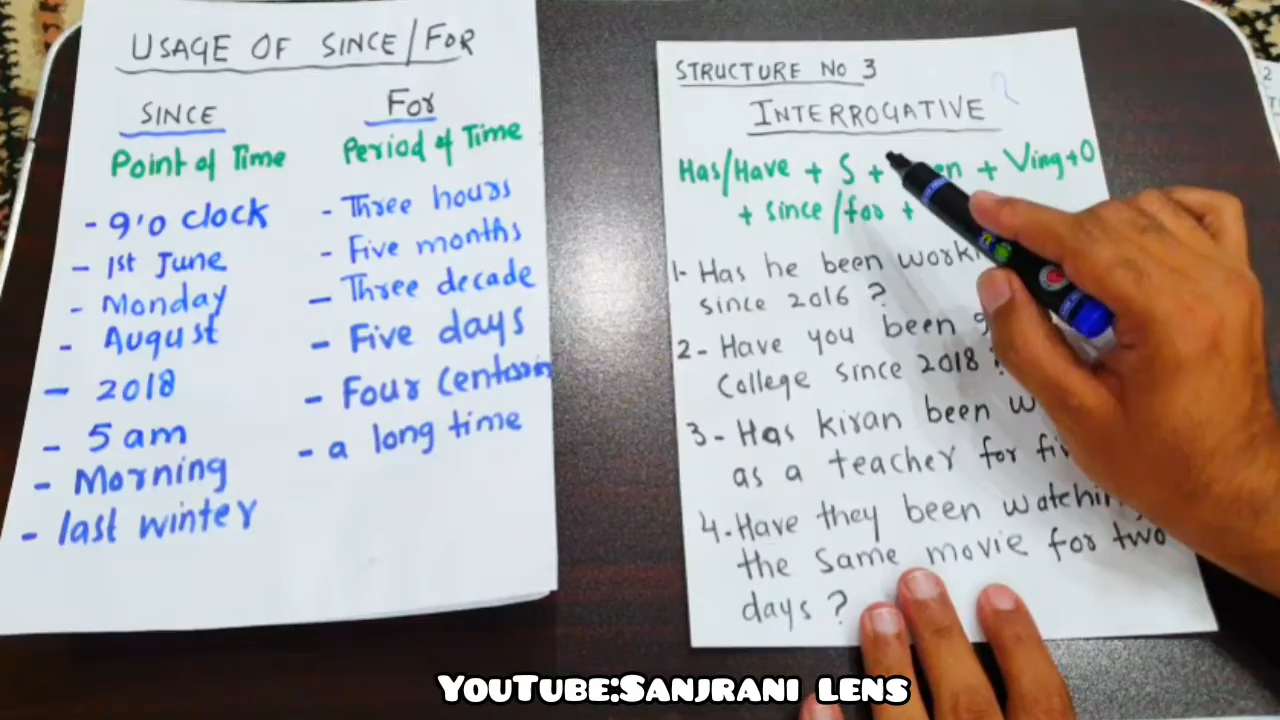 USAGE OF SINCE/FOR
SINCE
Point of Time
- 9'o clock
- 1st June
- Monday
- August
- 2018
- 5 am
- Morning
- last winter
For
Period of Time
- Three hours
- Five months
- Three decade
- Five days
- Four
- a long time
STRUCTURE NO 3
INTERROGATIVE
Has/Have + S + + Ving+O
+ since/for +
1- Has he been
since 2016 ?
2- Have you been
College since 2018 ?
3- Has kiran been
as a teacher for
4. Have they been watching
the same movie for two
days ?
YouTube:Sanjrani lens